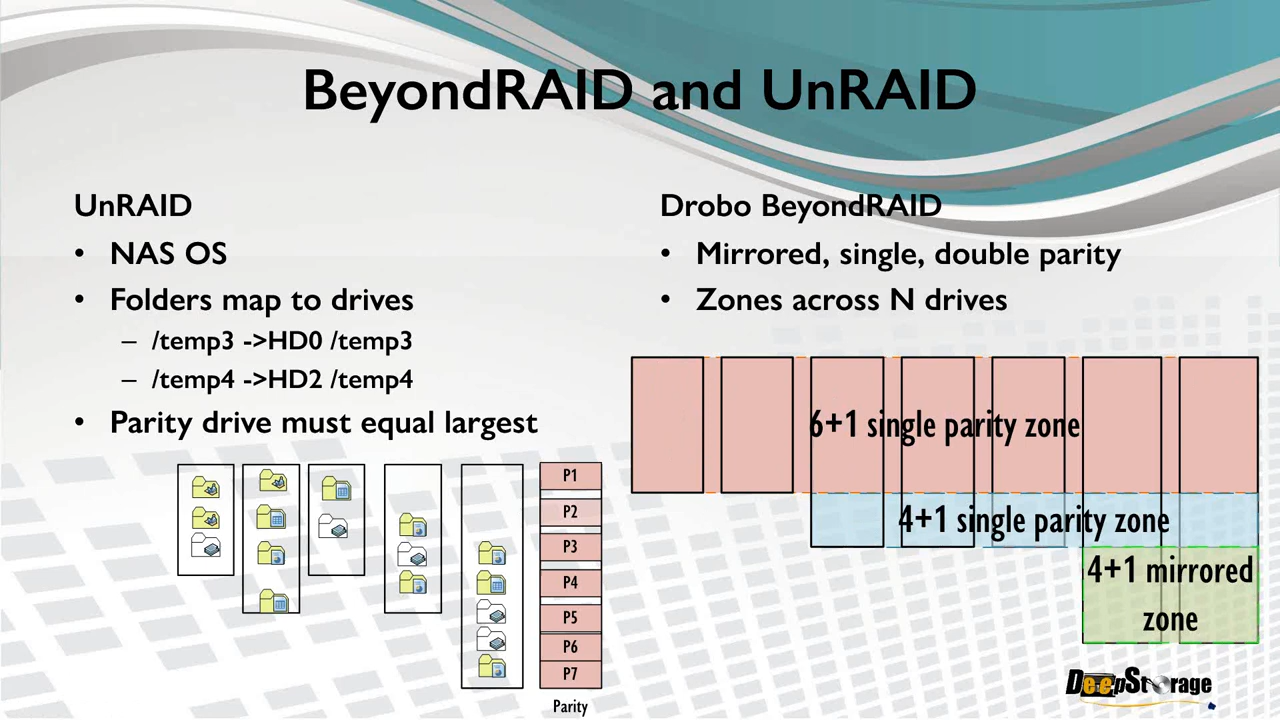 BeyondRAID and UnRAID
UnRAID
• NAS OS
• Folders map to drives
– /temp3 ->HD0 /temp3
– /temp4 ->HD2 /temp4
• Parity drive must equal largest
P1
P2
P3
P4
P5
P6
P7
Parity
Drobo BeyondRAID
• Mirrored, single, double parity
• Zones across N drives
6+1 single parity zone
4+1 single parity zone
4+1 mirrored
zone
DeepStorage